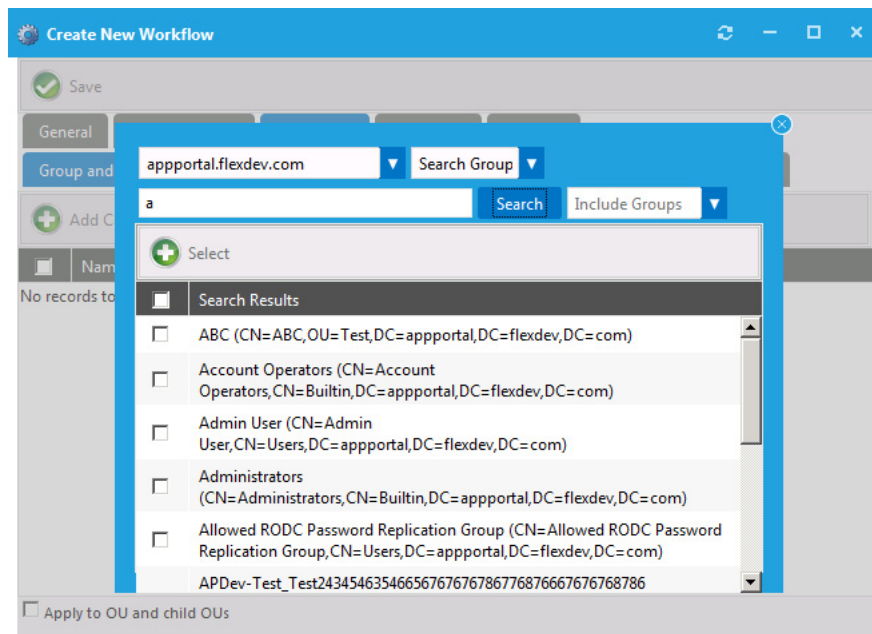 Create New Workflow
Save
General
Group and
appportal.flexdev.com
Search Group
a
Search
Include Groups
Add C
Select
Nam
Search Results
No records to
ABC (CN=ABC,OU=Test,DC=appportal,DC=flexdev,DC=com)
Account Operators (CN=Account
Operators,CN=Builtin,DC=appportal,DC=flexdev,DC=com)
Admin User (CN=Admin
User,CN=Users,DC=appportal,DC=flexdev,DC=com)
Administrators
(CN=Administrators,CN=Builtin,DC=appportal,DC=flexdev,DC=com)
Allowed RODC Password Replication Group (CN=Allowed RODC Password
Replication Group,CN=Users,DC=appportal,DC=flexdev,DC=com)
APDev-Test_Test24345463546656767676786776876667676768786
Apply to OU and child OUs